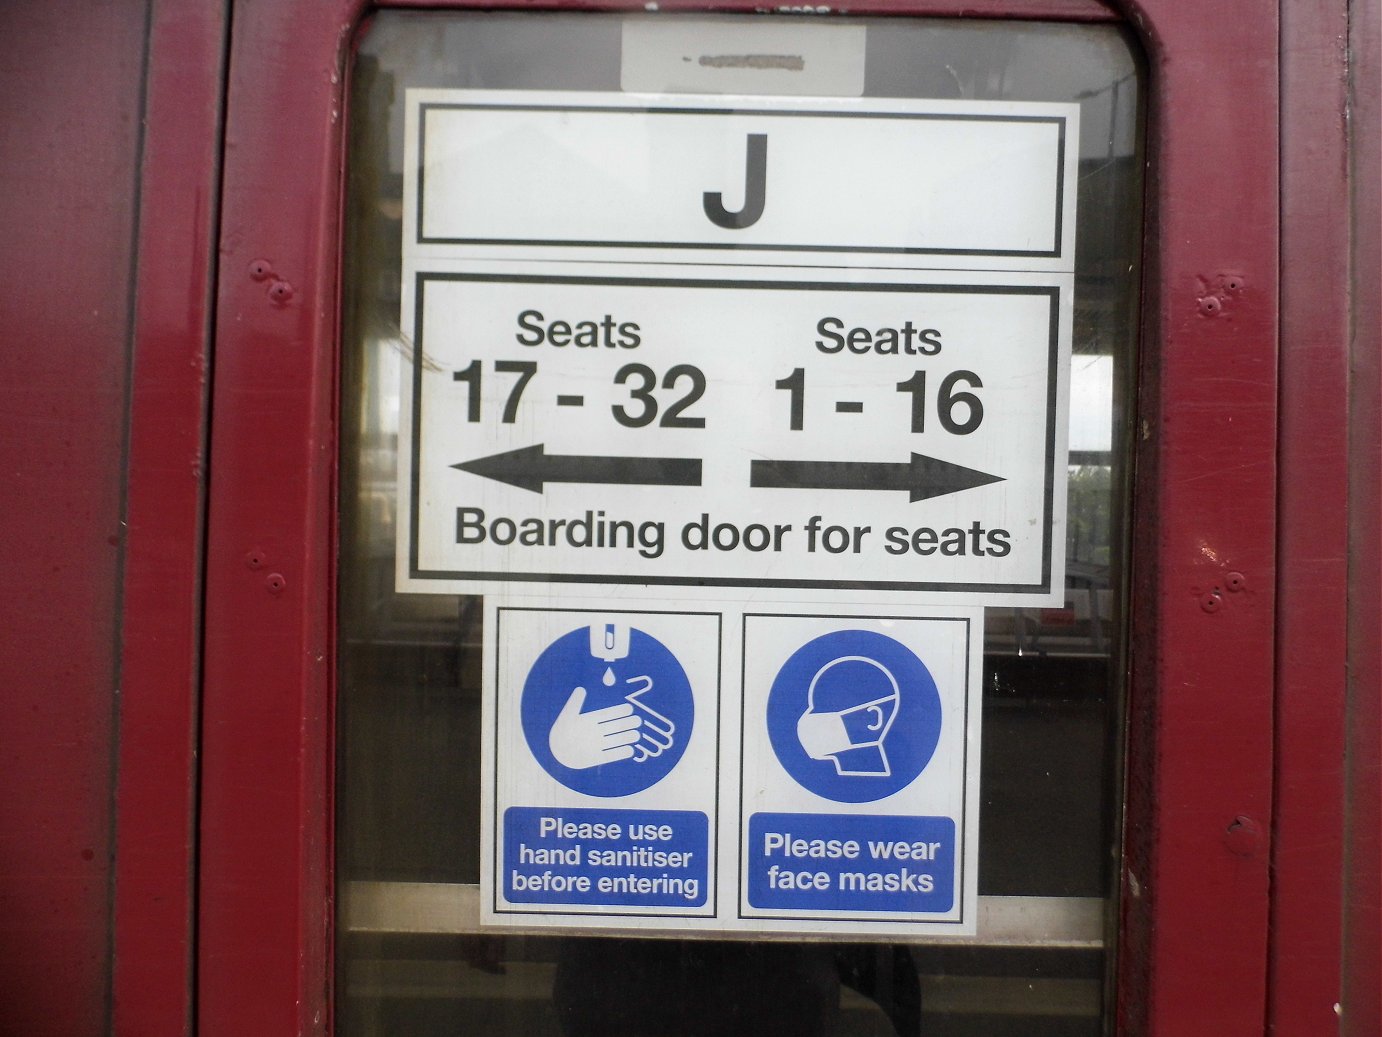 J
Seats Seats
17 - 32 1 - 16
Boarding door for seats
Please use
hand sanitiser
before entering
Please wear
face masks